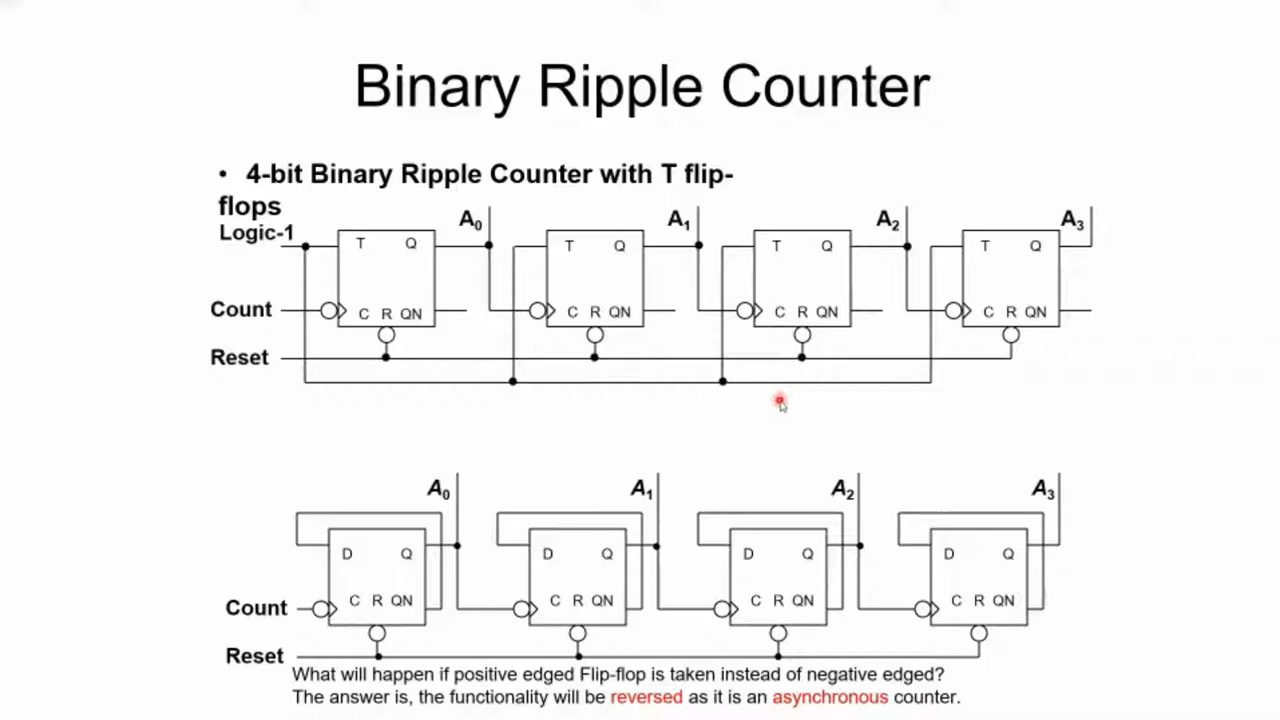 Binary Ripple Counter
• 4-bit Binary Ripple Counter with T flip-
flops
A0 A1 A2 A3
Logic-1
T Q T Q T Q T Q
Count C R QN C R QN C R QN C R QN
Reset
A0 A1 A2 A3
D Q D Q D Q D Q
Count C R QN C R QN C R QN C R QN
Reset
What will happen if positive edged Flip-flop is taken instead of negative edged?
The answer is, the functionality will be reversed as it is an asynchronous counter.